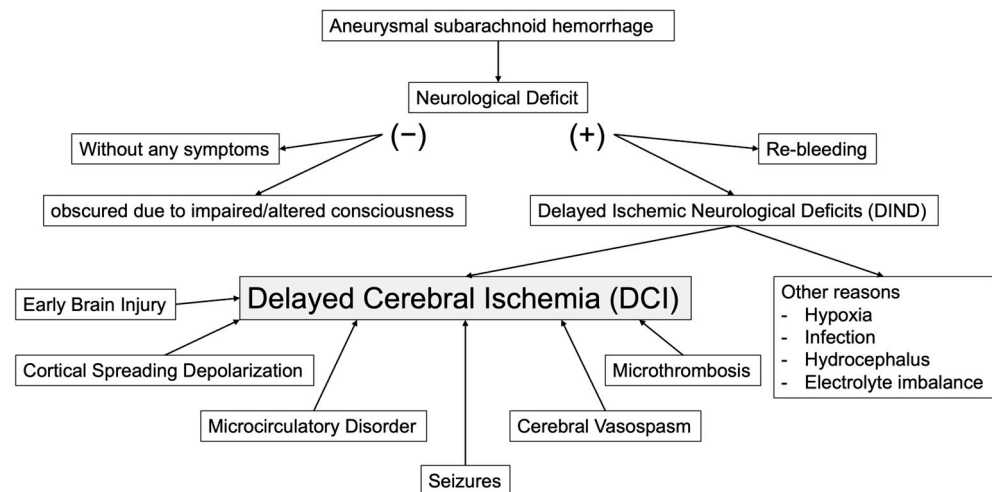 Aneurysmal subarachnoid hemorrhage
Neurological Deficit
(−)
(+)
Without any symptoms
Re-bleeding
obscured due to impaired/altered consciousness
Delayed Ischemic Neurological Deficits (DIND)
Delayed Cerebral Ischemia (DCI)
Early Brain Injury
Other reasons
- Hypoxia
- Infection
- Hydrocephalus
- Electrolyte imbalance
Cortical Spreading Depolarization
Microthrombosis
Microcirculatory Disorder
Cerebral Vasospasm
Seizures